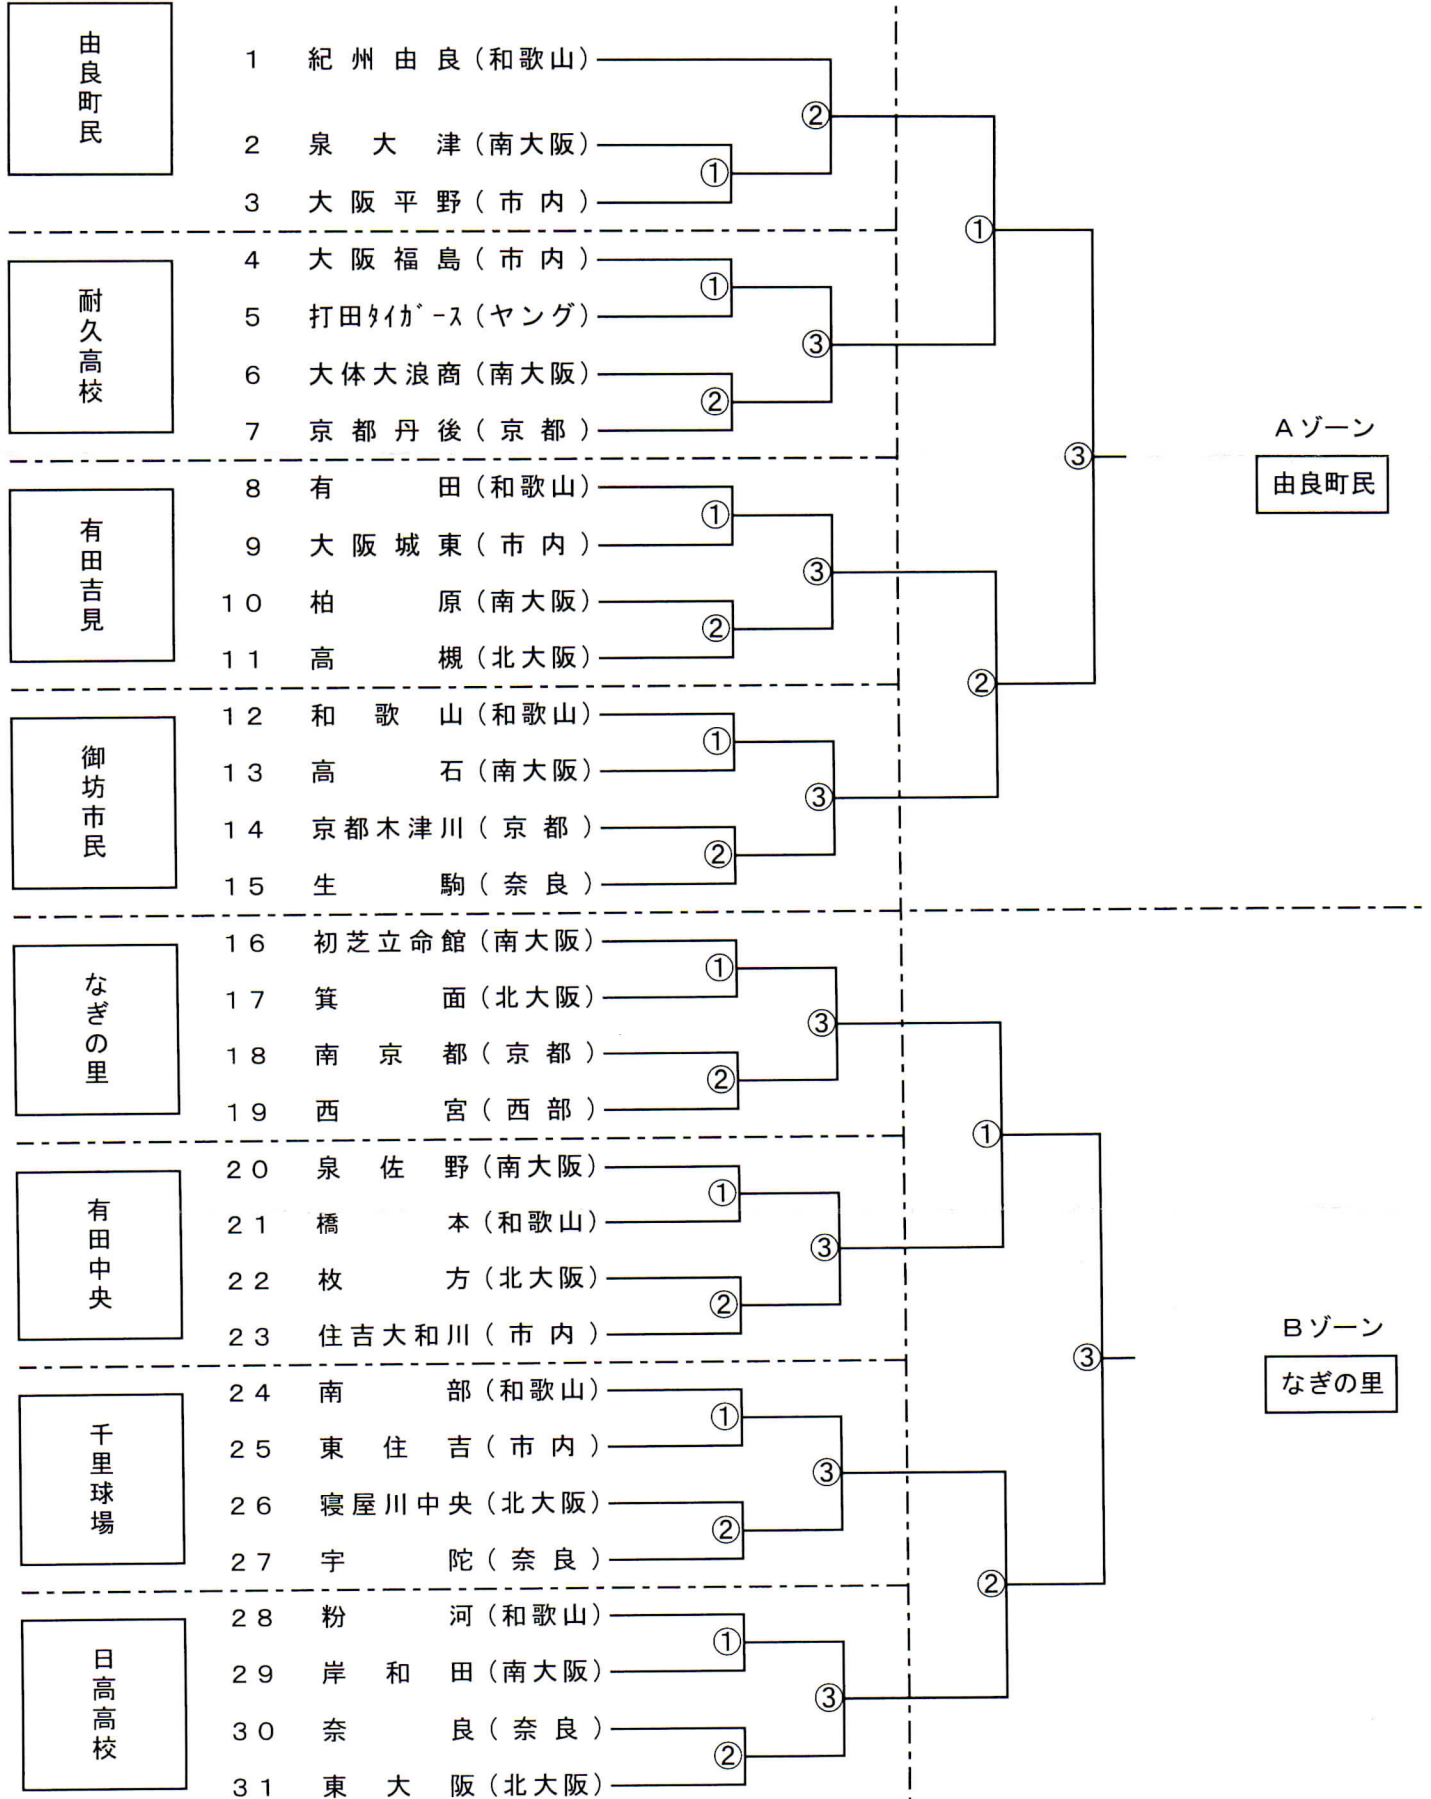 由良町民
1 紀州由良(和歌山)
②
2 泉大津(南大阪)
①
3 大阪平野(市内)
①
耐久高校
4 大阪福島(市内)
①
5 打田ﾀｲｶﾞｰｽ(ヤング)
③
6 大体大浪商(南大阪)
②
7 京都丹後(京都)
Aゾーン
③
由良町民
有田吉見
8 有田(和歌山)
①
9 大阪城東(市内)
③
10 柏原(南大阪)
②
11 高槻(北大阪)
②
御坊市民
12 和歌山(和歌山)
①
13 高石(南大阪)
③
14 京都木津川(京都)
②
15 生駒(奈良)
なぎの里
16 初芝立命館(南大阪)
①
17 箕面(北大阪)
③
18 南京都(京都)
②
19 西宮(西部)
①
有田中央
20 泉佐野(南大阪)
①
21 橋本(和歌山)
③
22 枚方(北大阪)
②
23 住吉大和川(市内)
Bゾーン
③
なぎの里
千里球場
24 南部(和歌山)
①
25 東住吉(市内)
③
26 寝屋川中央(北大阪)
②
27 宇陀(奈良)
②
日高高校
28 粉河(和歌山)
①
29 岸和田(南大阪)
③
30 奈良(奈良)
②
31 東大阪(北大阪)